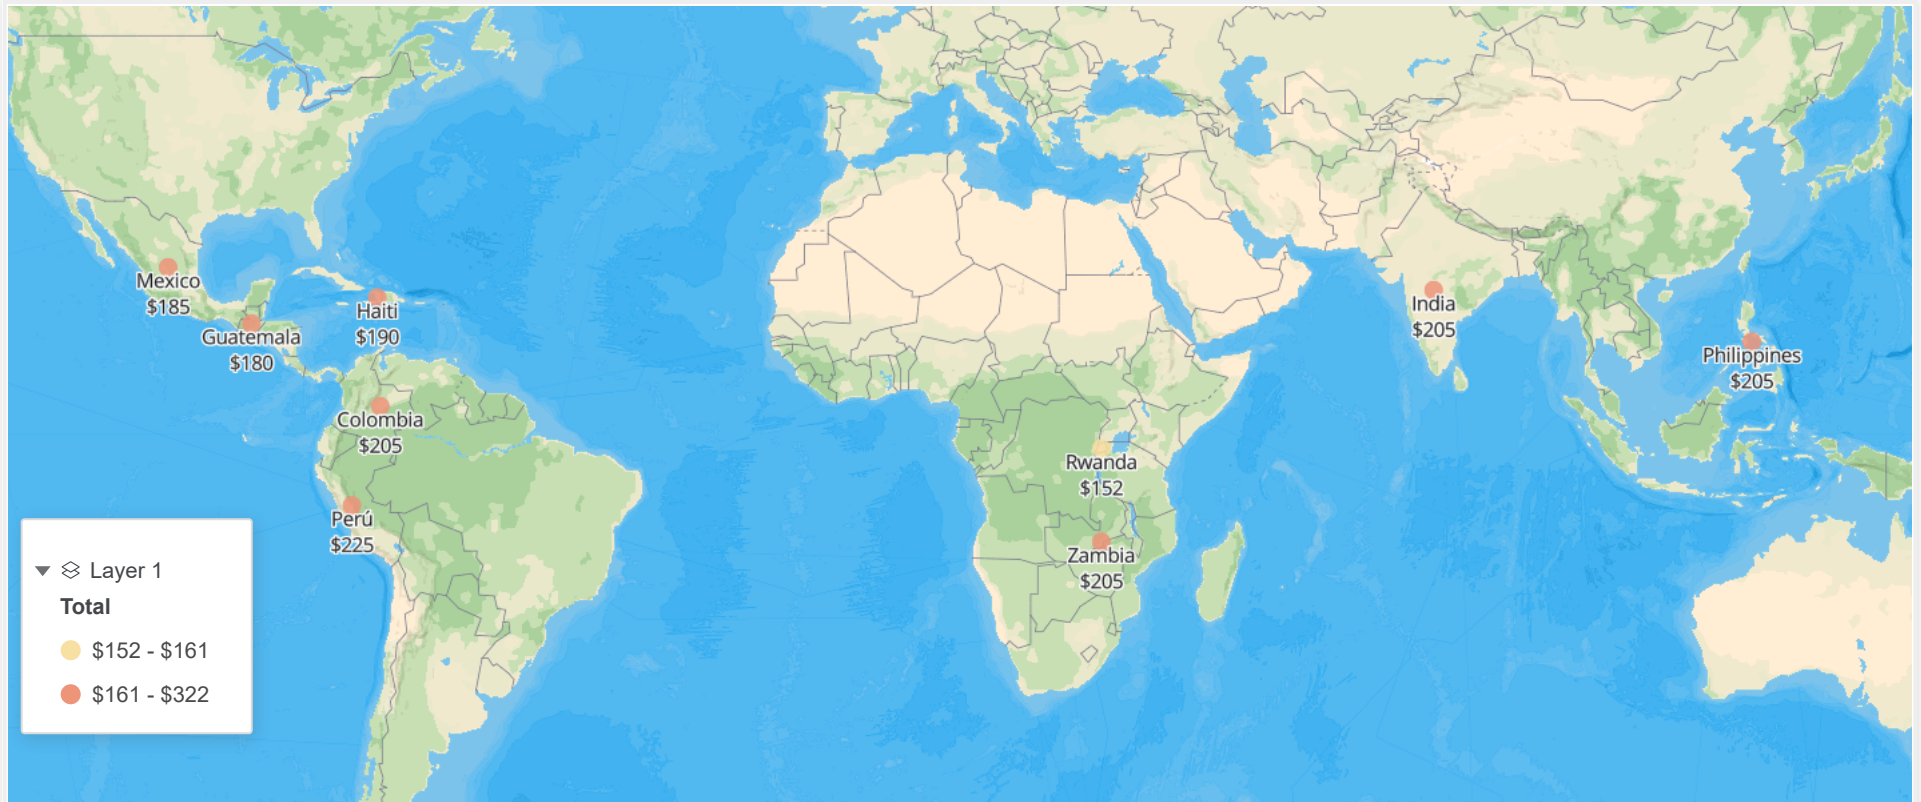 Mexico
$185
Guatemala
$180
Haiti
$190
Colombia
$205
Perú
$225
Rwanda
$152
Zambia
$205
India
$205
Philippines
$205
Layer 1
Total
$152 - $161
$161 - $322